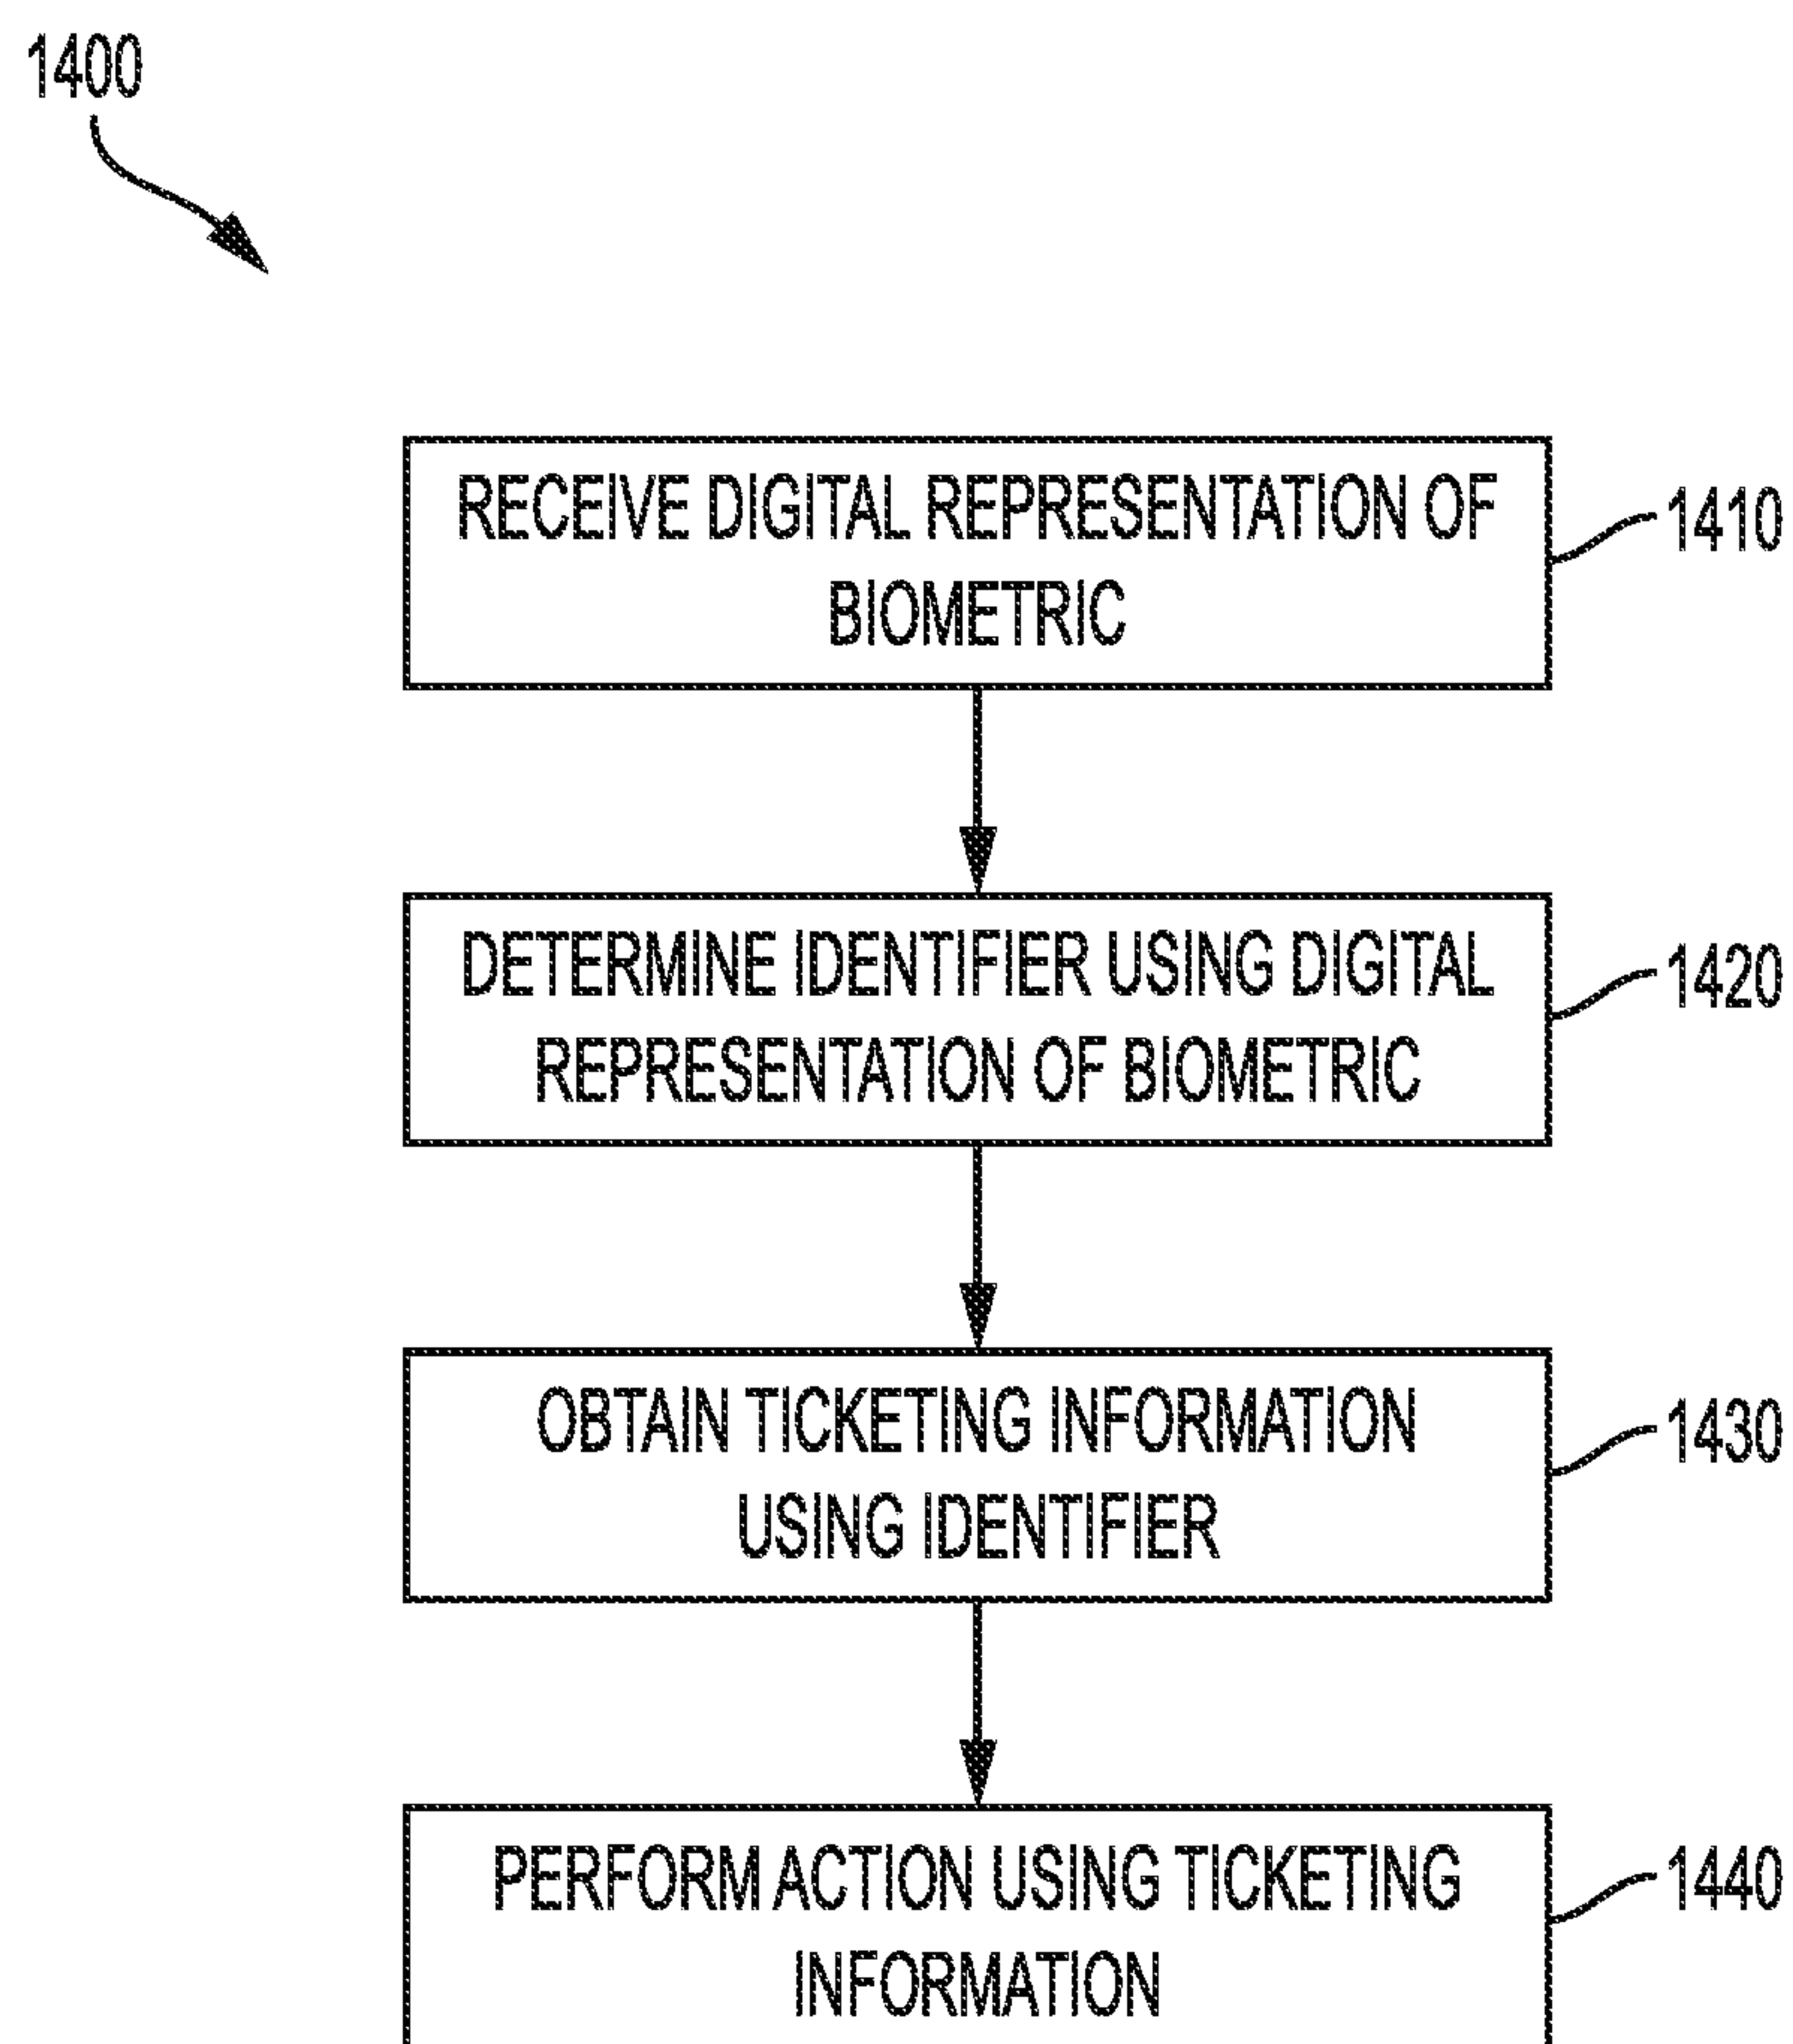 1400
RECEIVE DIGITAL REPRESENTATION OF
BIOMETRIC
1410
DETERMINE IDENTIFIER USING DIGITAL
REPRESENTATION OF BIOMETRIC
1420
OBTAIN TICKETING INFORMATION
USING IDENTIFIER
1430
PERFORM ACTION USING TICKETING
INFORMATION
1440